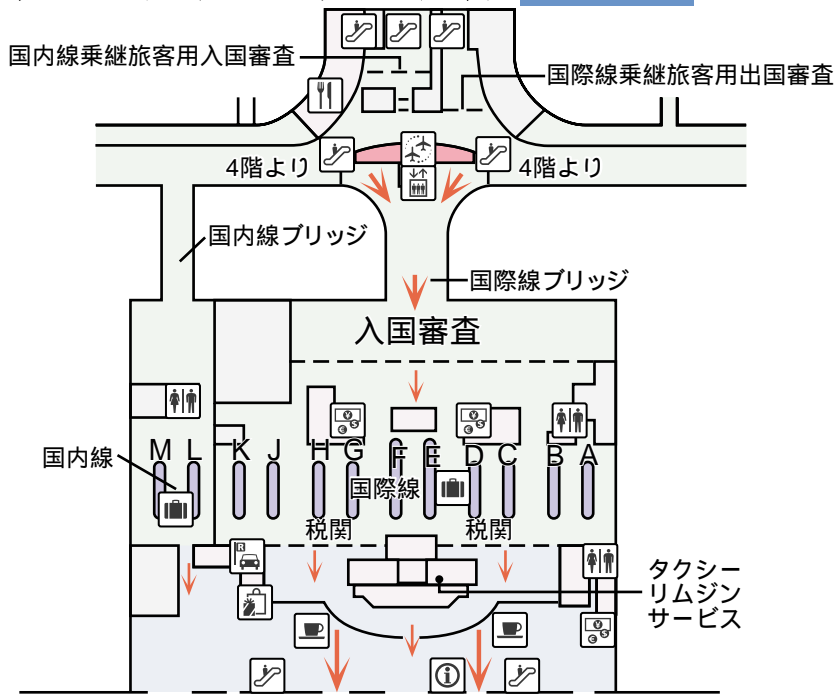 国内線乗継旅客用入国審査
国際線乗継旅客用出国審査
4階より
4階より
国内線ブリッジ
国際線ブリッジ
入国審査
国内線
M L K J H G F E D C B A
国際線
税関
税関
タクシー
リムジン
サービス